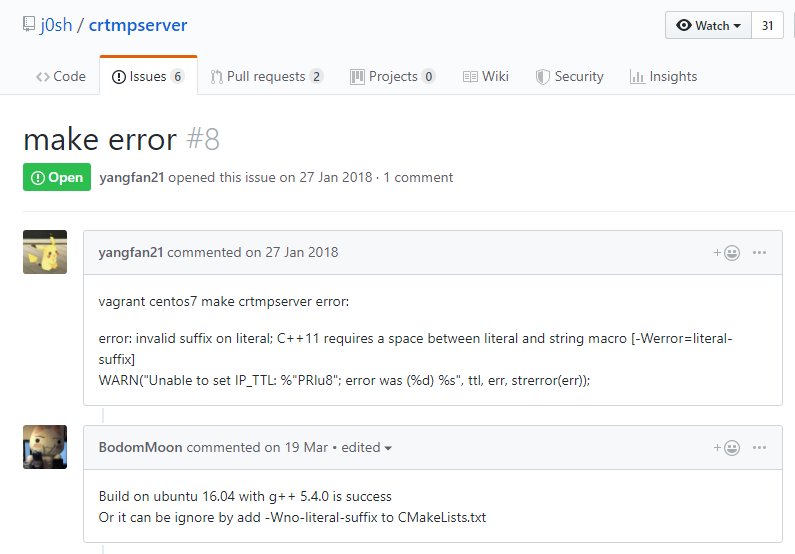 j0sh / crtmpserver
Watch 31
Code Issues 6 Pull requests 2 Projects 0 Wiki Security Insights
make error #8
Open yangfan21 opened this issue on 27 Jan 2018 · 1 comment
yangfan21 commented on 27 Jan 2018
vagrant centos7 make crtmpserver error:
error: invalid suffix on literal; C++11 requires a space between literal and string macro [-Werror=literal-
suffix]
WARN("Unable to set IP_TTL: %"PRIu8"; error was (%d) %s", ttl, err, strerror(err));
BodomMoon commented on 19 Mar • edited
Build on ubuntu 16.04 with g++ 5.4.0 is success
Or it can be ignore by add -Wno-literal-suffix to CMakeLists.txt